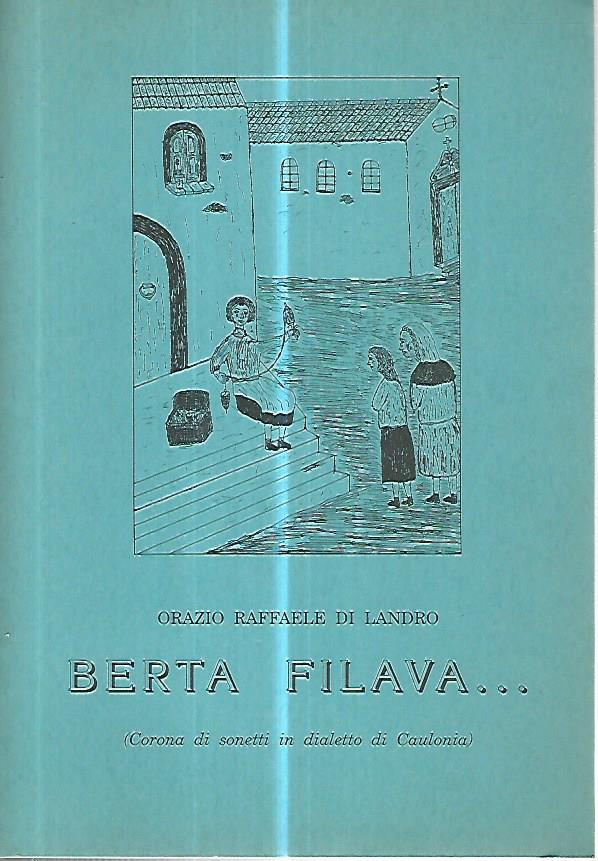 ORAZIO RAFFAELE DI LANDRO
BERTA FILAVA...
(Corona di sonetti in dialetto di Caulonia)